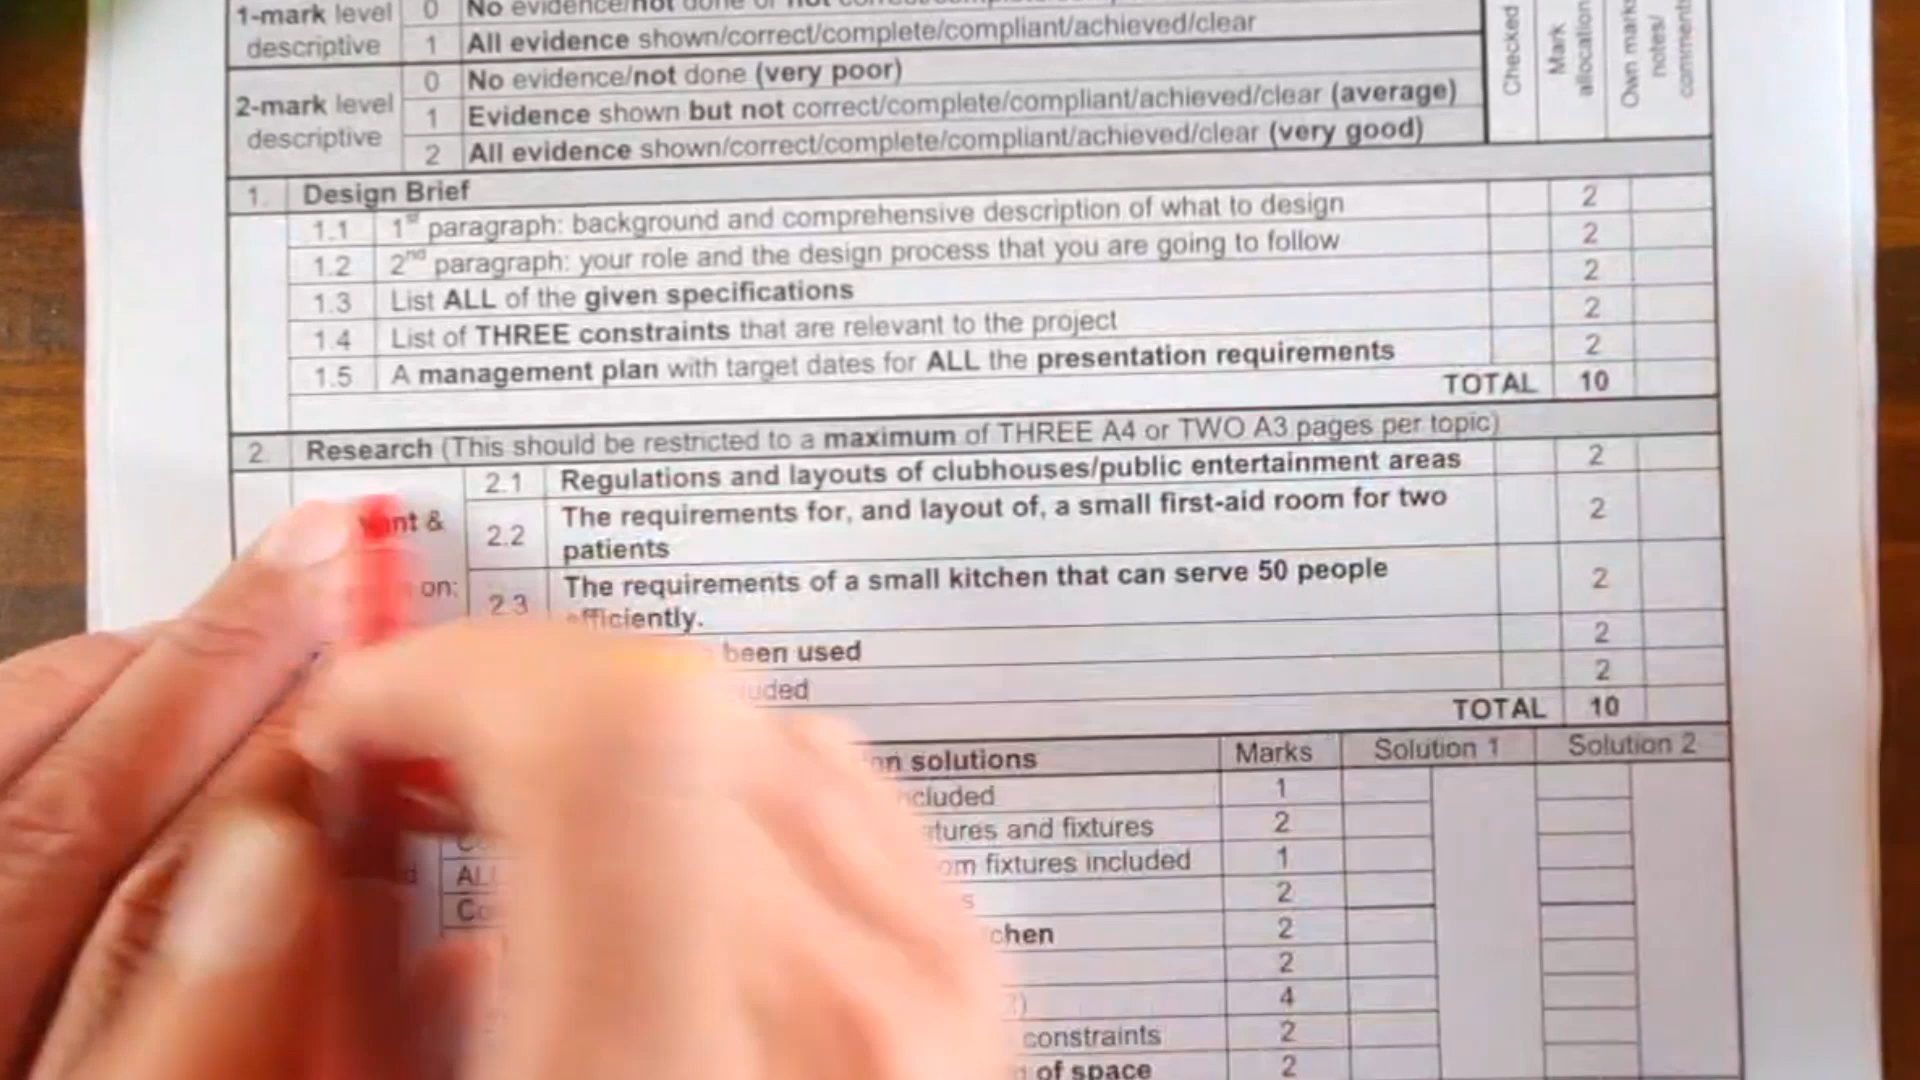 1-mark level descriptive
0 No evidence/not done or not
1 All evidence shown/correct/complete/compliant/achieved/clear
2-mark level descriptive
0 No evidence/not done (very poor)
1 Evidence shown but not correct/complete/compliant/achieved/clear (average)
2 All evidence shown/correct/complete/compliant/achieved/clear (very good)
Checked
Mark allocation
Own marks/ notes/ comments
1. Design Brief
1.1 1st paragraph: background and comprehensive description of what to design 2
1.2 2nd paragraph: your role and the design process that you are going to follow 2
1.3 List ALL of the given specifications 2
1.4 List of THREE constraints that are relevant to the project 2
1.5 A management plan with target dates for ALL the presentation requirements 2
TOTAL 10
2. Research (This should be restricted to a maximum of THREE A4 or TWO A3 pages per topic)
& on:
2.1 Regulations and layouts of clubhouses/public entertainment areas 2
2.2 The requirements for, and layout of, a small first-aid room for two
patients 2
2.3 The requirements of a small kitchen that can serve 50 people
efficiently. 2
been used 2
2
TOTAL 10
solutions Marks Solution 1 Solution 2
1
and fixtures 2
fixtures included 1
2
2
2
4
constraints 2
of space 2